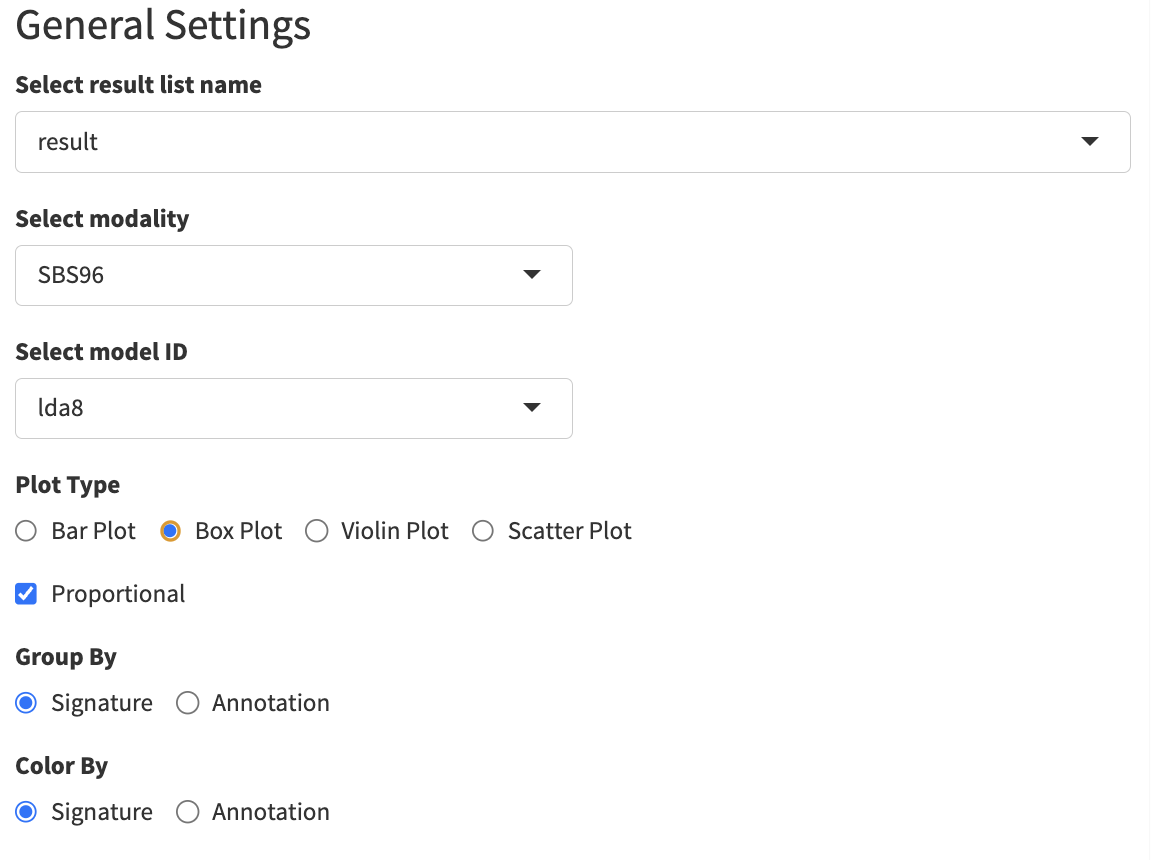 General Settings
Select result list name
result
Select modality
SBS96
Select model ID
lda8
Plot Type
Bar Plot Box Plot Violin Plot Scatter Plot
Proportional
Group By
Signature Annotation
Color By
Signature Annotation